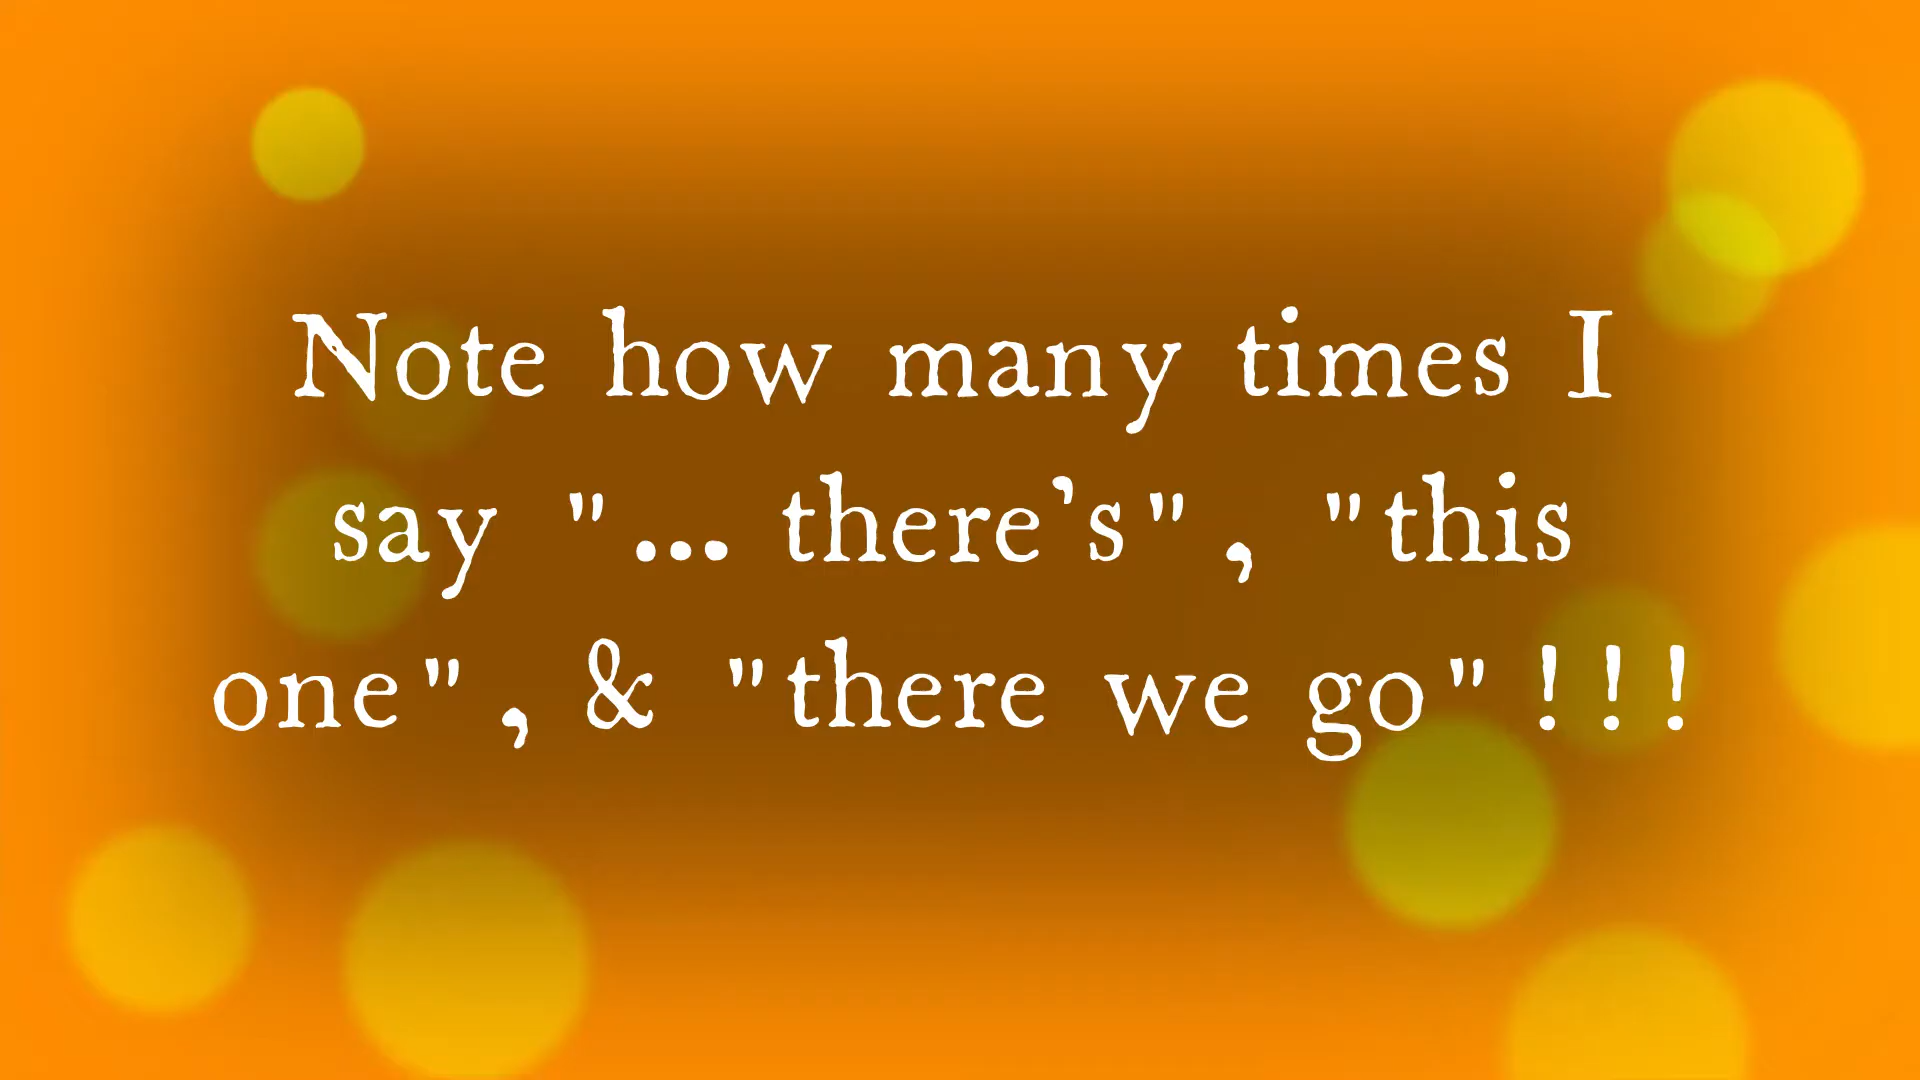 Note how many times I
say "... there's", "this
one", & "there we go" ! ! !